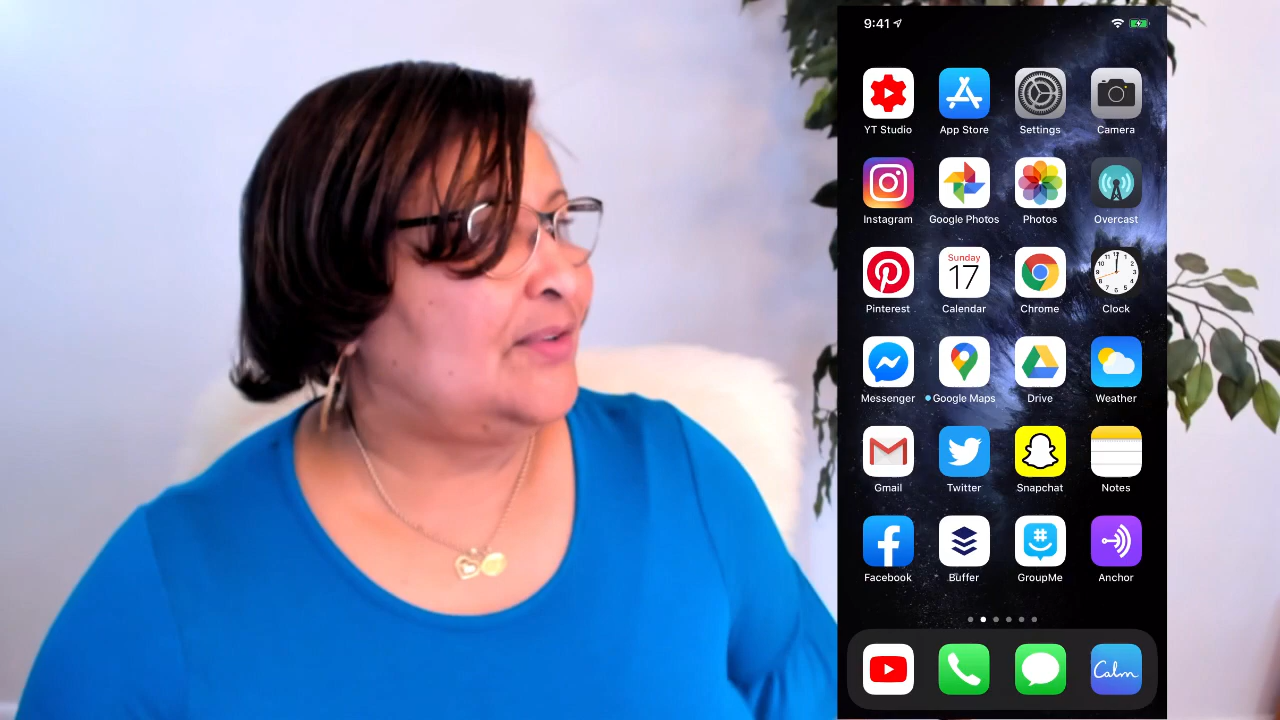 9:41
YT Studio App Store Settings Camera
Instagram Google Photos Photos Overcast
Sunday
17
Pinterest Calendar Chrome Clock
Messenger Google Maps Drive Weather
Gmail Twitter Snapchat Notes
Facebook Buffer GroupMe Anchor
Calm